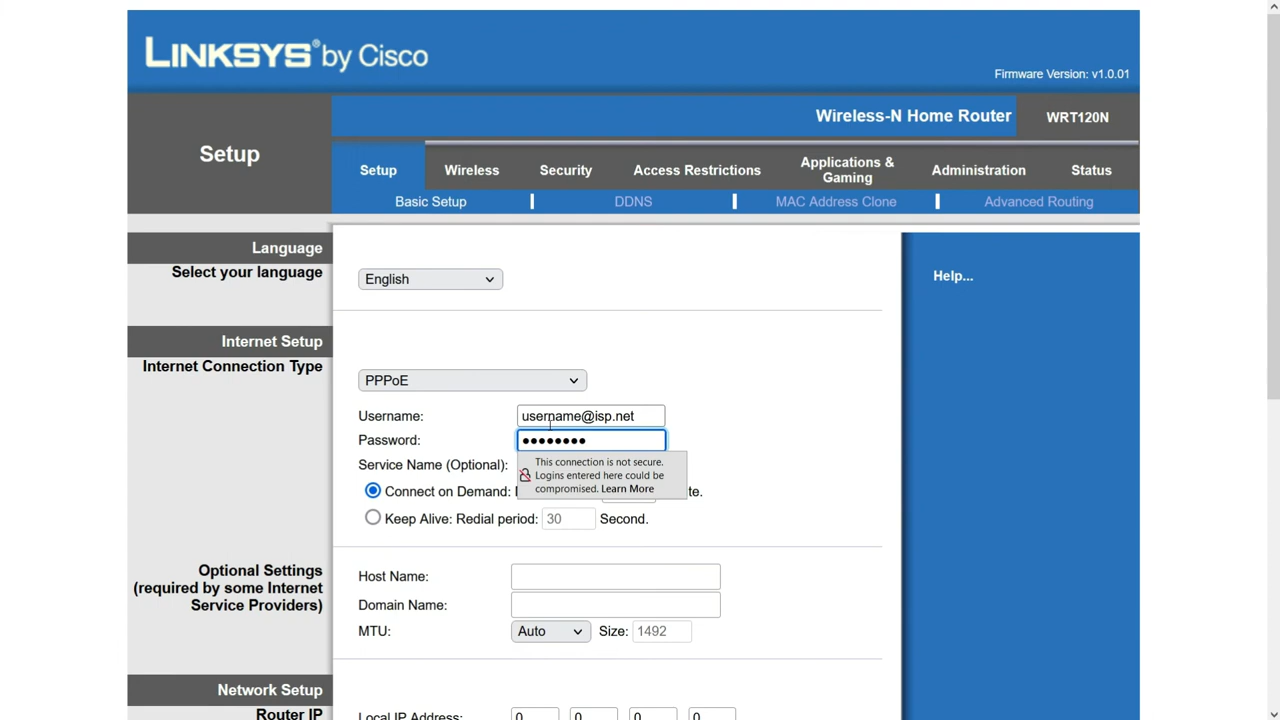 LINKSYS® by Cisco
Firmware Version: v1.0.01
Wireless-N Home Router WRT120N
Setup
Setup Wireless Security Access Restrictions Applications & Gaming Administration Status
Basic Setup DDNS MAC Address Clone Advanced Routing
Language
Select your language
English
Help...
Internet Setup
Internet Connection Type
PPPoE
Username: username@isp.net
Password: ●●●●●●●●
Service Name (Optional):
This connection is not secure.
Logins entered here could be
compromised. Learn More
Connect on Demand: te.
Keep Alive: Redial period: 30 Second.
Optional Settings
(required by some Internet
Service Providers)
Host Name:
Domain Name:
MTU: Auto Size: 1492
Network Setup
Router IP
Local IP Address: 0 0 0 0